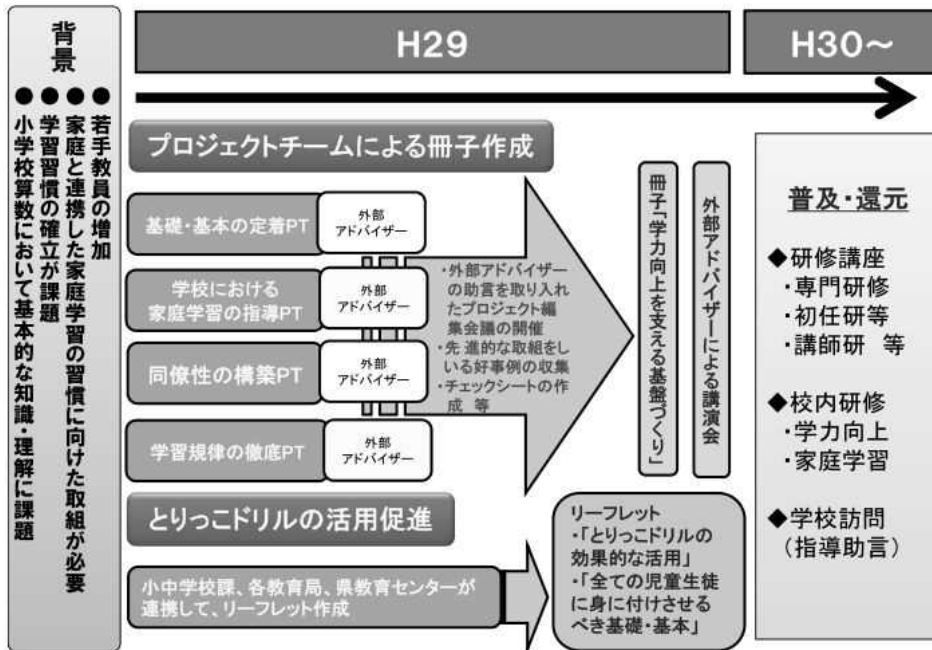 背景
● 若手教員の増加
● 家庭と連携した家庭学習の習慣に向けた取組が必要
● 学習習慣の確立が課題
● 小学校算数において基本的な知識・理解に課題
H29
H30～
プロジェクトチームによる冊子作成
基礎・基本の定着PT
外部
アドバイザー
学校における
家庭学習の指導PT
外部
アドバイザー
同僚性の構築PT
外部
アドバイザー
学習規律の徹底PT
外部
アドバイザー
・外部アドバイザー
の助言を取り入れ
たプロジェクト編
集会議の開催
・先進的な取組をし
いる好事例の収集
・チェックシートの作
成 等
冊子「学力向上を支える基盤づくり」
外部アドバイザーによる講演会
とりっこドリルの活用促進
小中学校課、各教育局、県教育センターが
連携して、リーフレット作成
リーフレット
・「とりっこドリルの
効果的な活用」
・「全ての児童生徒
に身に付けさせる
べき基礎・基本」
普及・還元
◆研修講座
・専門研修
・初任研等
・講師研 等
◆校内研修
・学力向上
・家庭学習
◆学校訪問
（指導助言）